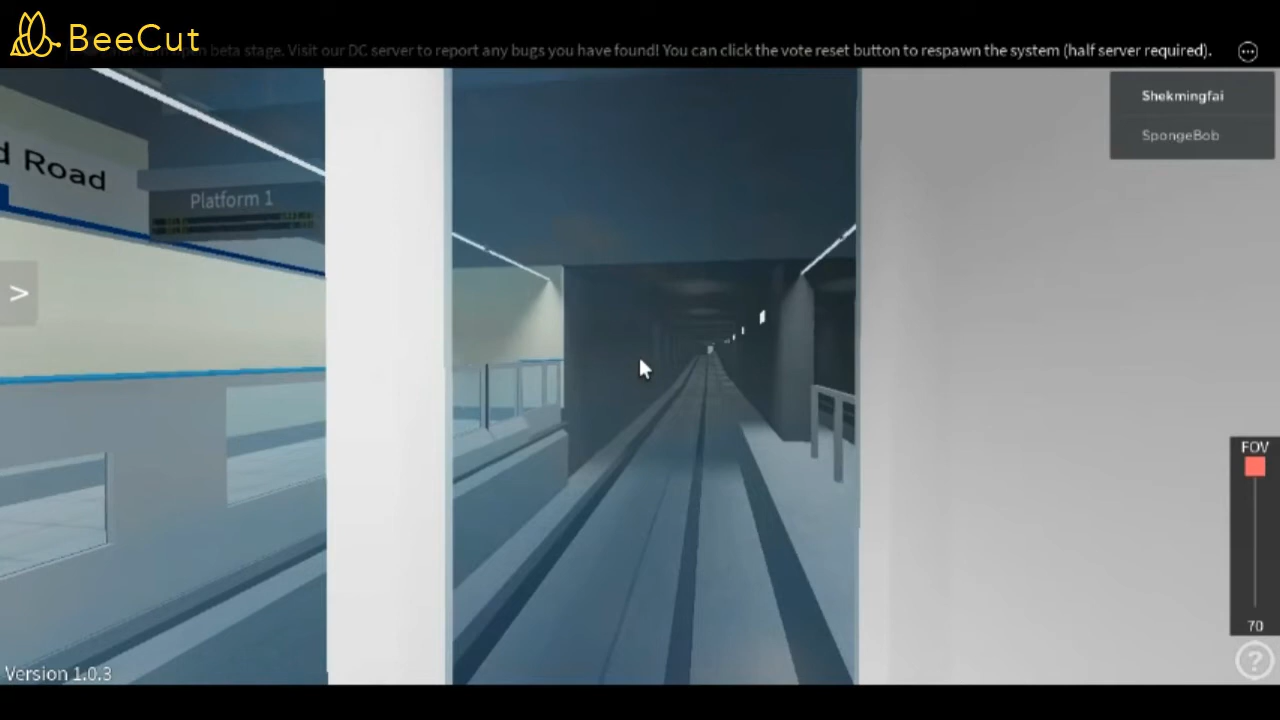 BeeCut
beta stage. Visit our DC server to report any bugs you have found! You can click the vote reset button to respawn the system (half server required).
Shekmingfai
SpongeBob
d Road
Platform 1
>
FOV
70
?
Version 1.0.3